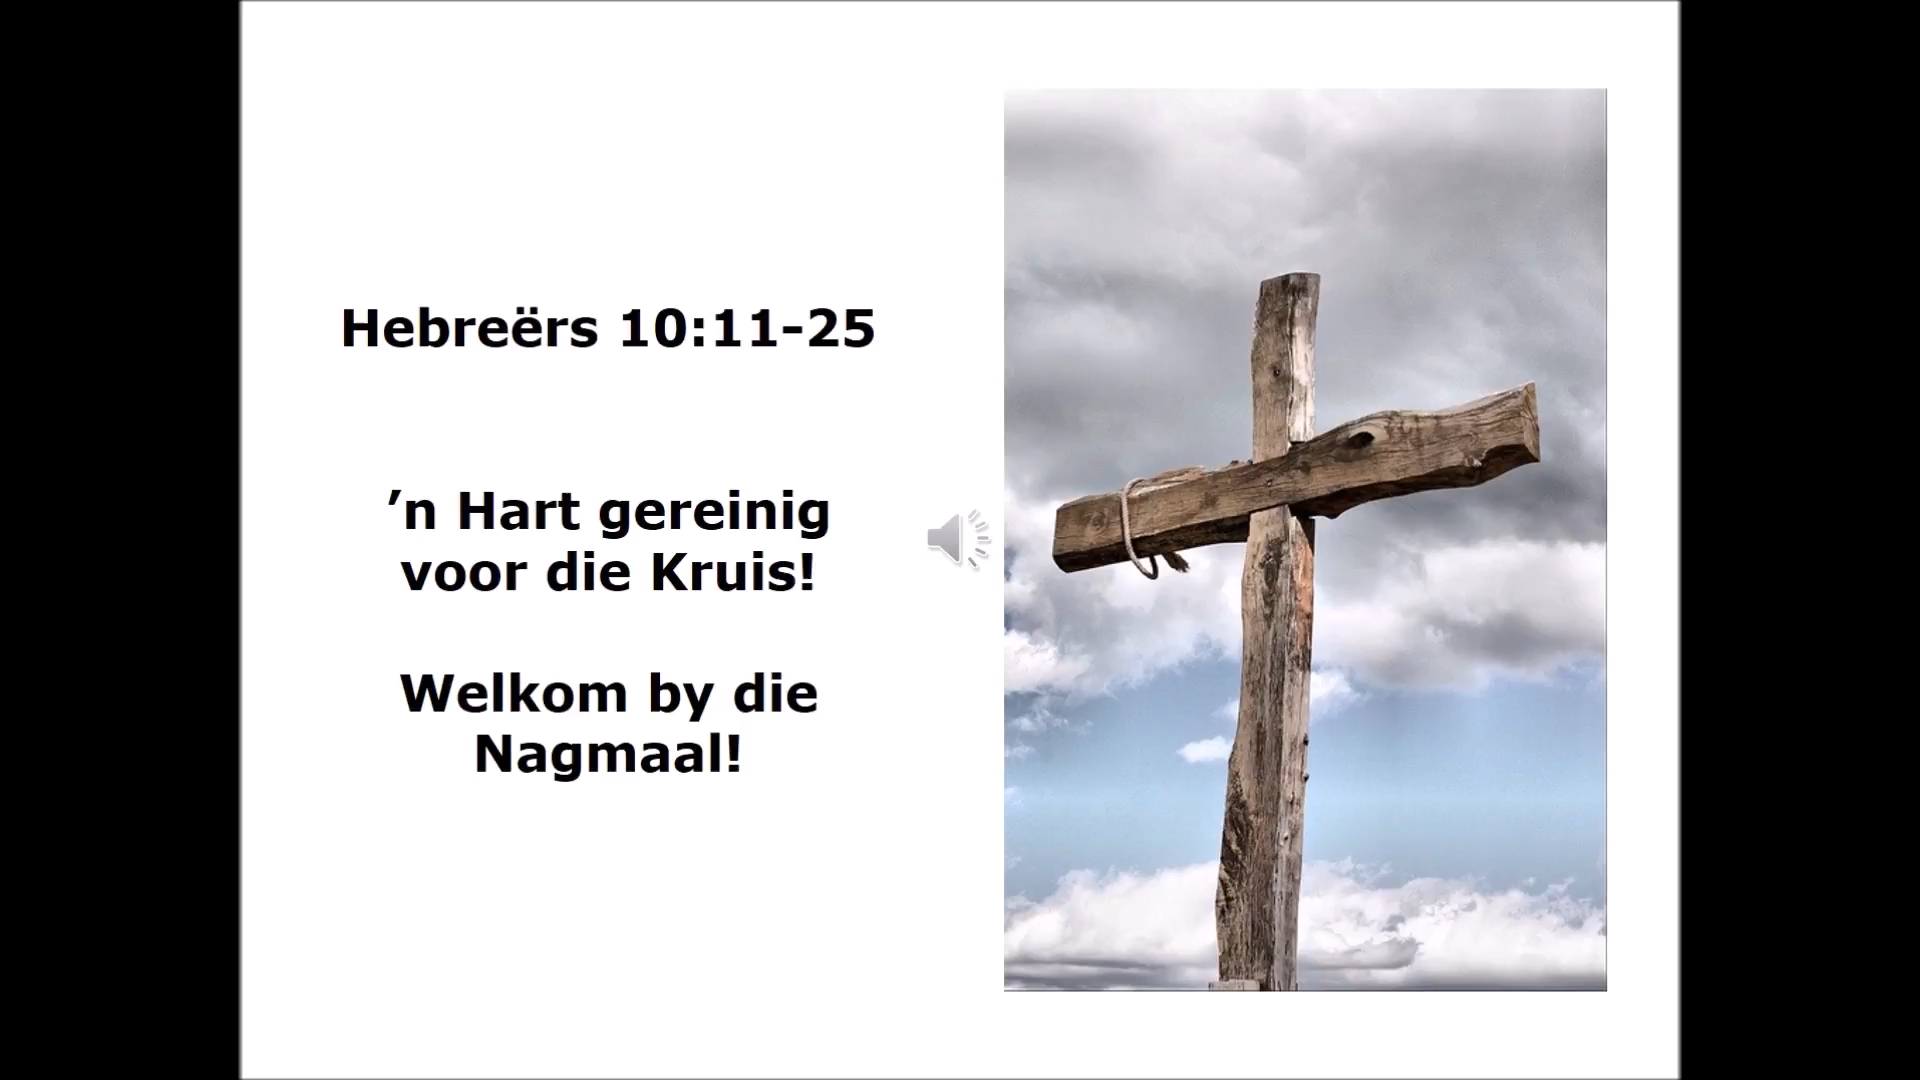 Hebreërs 10:11-25
’n Hart gereinig
voor die Kruis!
Welkom by die
Nagmaal!